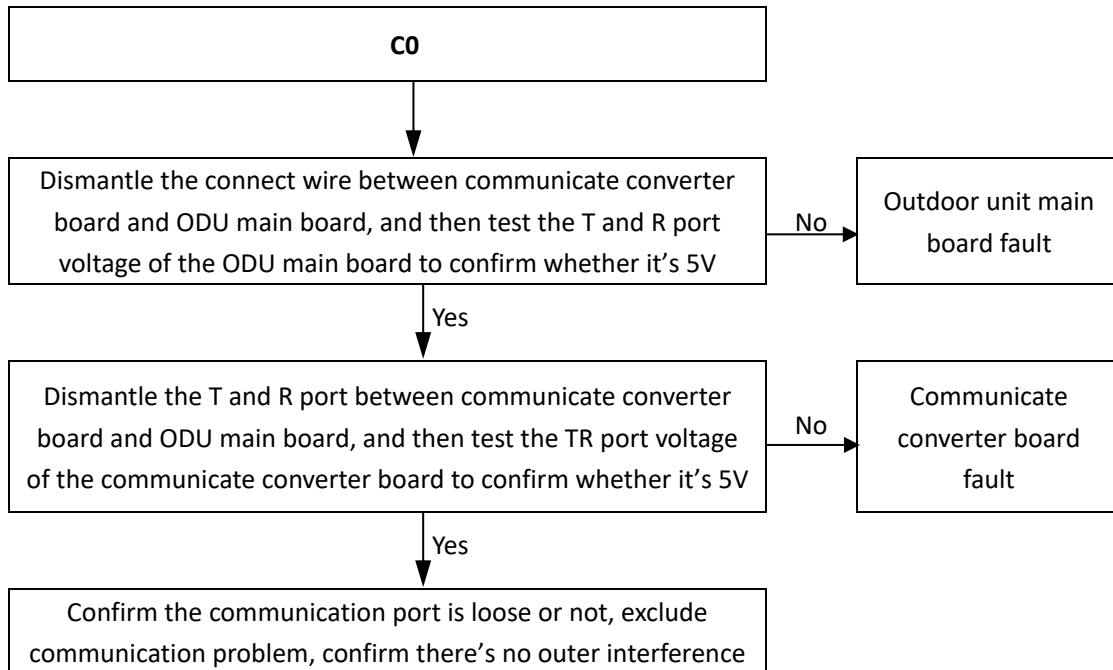 C0
Dismantle the connect wire between communicate converter
board and ODU main board, and then test the T and R port
voltage of the ODU main board to confirm whether it’s 5V
No
Outdoor unit main
board fault
Yes
Dismantle the T and R port between communicate converter
board and ODU main board, and then test the TR port voltage
of the communicate converter board to confirm whether it’s 5V
No
Communicate
converter board
fault
Yes
Confirm the communication port is loose or not, exclude
communication problem, confirm there’s no outer interference